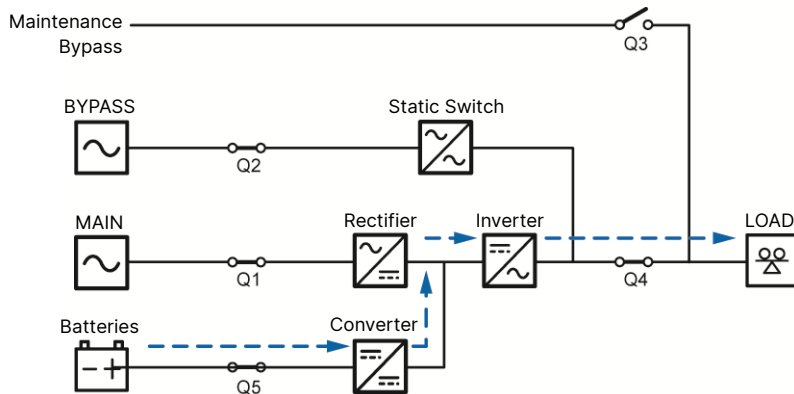 Maintenance
Bypass
Q3
BYPASS
Static Switch
Q2
MAIN
Rectifier
Inverter
LOAD
Q1
Q4
Batteries
Converter
Q5